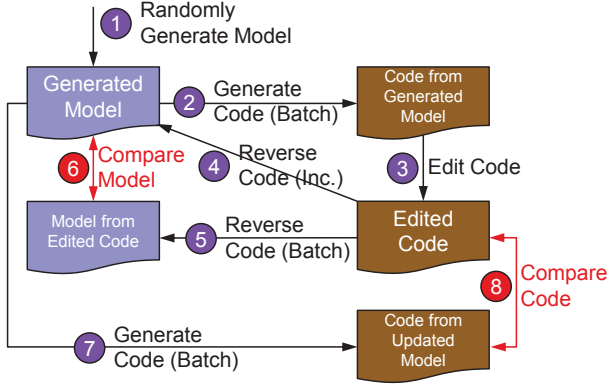 1 Randomly
Generate Model
Generated
Model
2 Generate
Code (Batch)
Code from
Generated
Model
6 Compare
Model
4 Reverse
Code (Inc.)
3 Edit Code
Model from
Edited Code
5 Reverse
Code (Batch)
Edited
Code
8 Compare
Code
7 Generate
Code (Batch)
Code from
Updated
Model